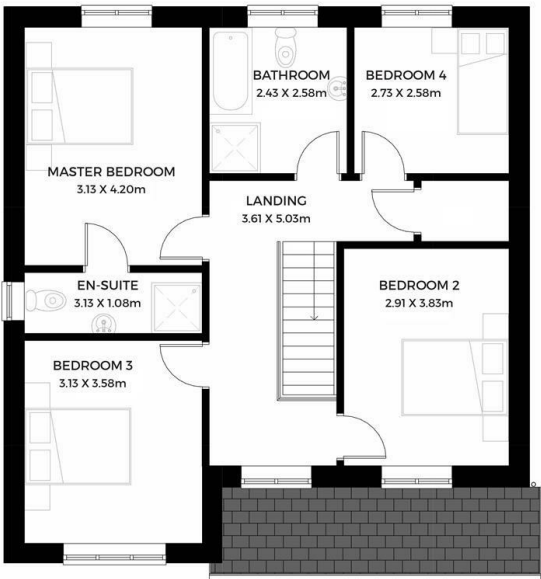 BATHROOM
2.43 X 2.58m
BEDROOM 4
2.73 X 2.58m
MASTER BEDROOM
3.13 X 4.20m
LANDING
3.61 X 5.03m
EN-SUITE
3.13 X 1.08m
BEDROOM 2
2.91 X 3.83m
BEDROOM 3
3.13 X 3.58m